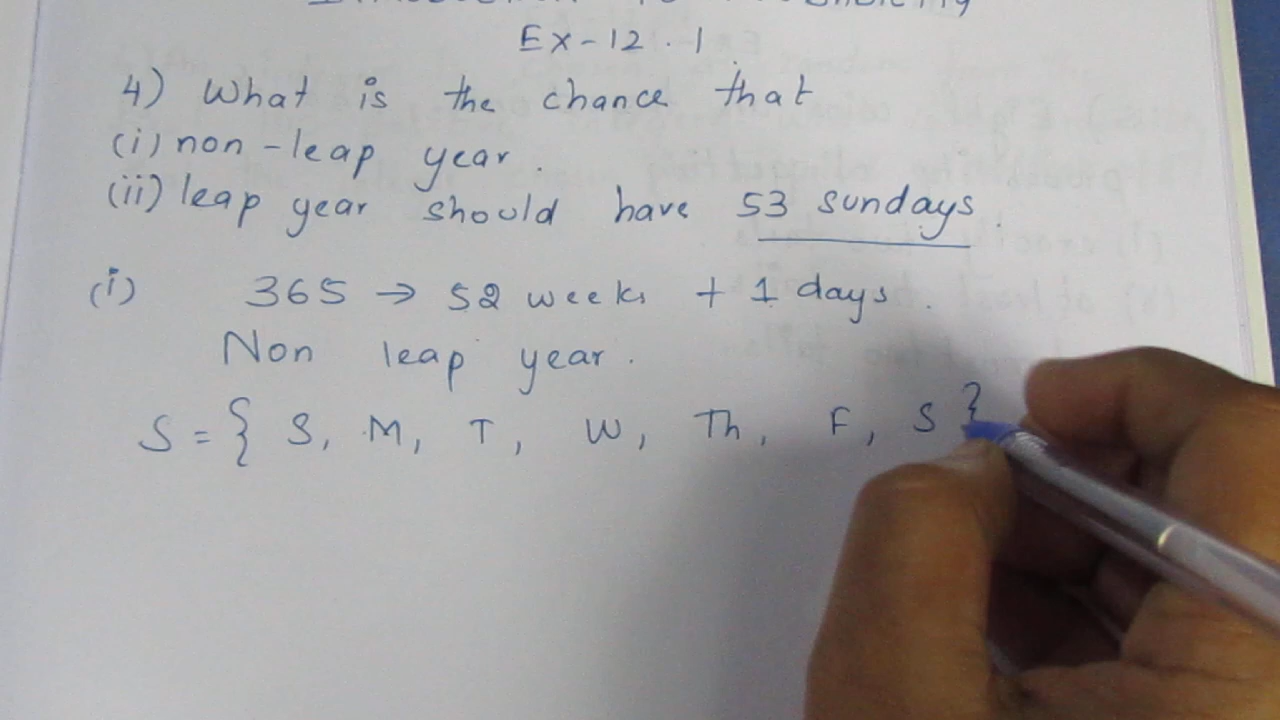 Ex-12.1
4) What is the chance that
(i) non-leap year.
(ii) leap year should have 53 sundays.
(i) 365 → 52 weeks + 1 days.
Non leap year.
S = { S, M, T, W, Th, F, S }